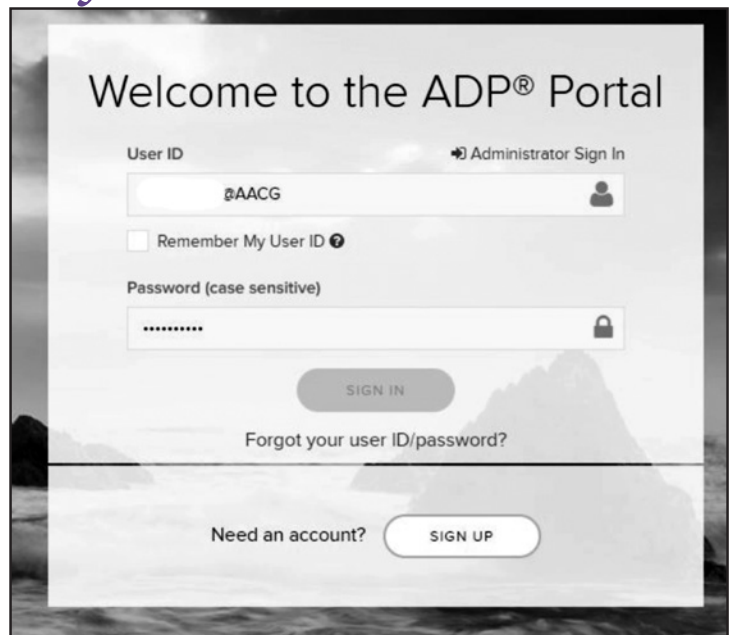 Welcome to the ADP® Portal
User ID Administrator Sign In
@AACG
Remember My User ID
Password (case sensitive)
SIGN IN
Forgot your user ID/password?
Need an account? SIGN UP